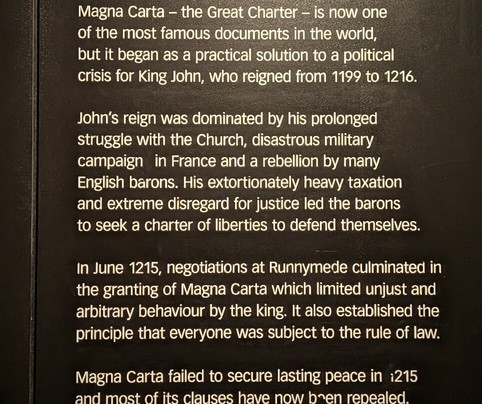 Magna Carta – the Great Charter – is now one
of the most famous documents in the world,
but it began as a practical solution to a political
crisis for King John, who reigned from 1199 to 1216.
John's reign was dominated by his prolonged
struggle with the Church, disastrous military
campaign in France and a rebellion by many
English barons. His extortionately heavy taxation
and extreme disregard for justice led the barons
to seek a charter of liberties to defend themselves.
In June 1215, negotiations at Runnymede culminated in
the granting of Magna Carta which limited unjust and
arbitrary behaviour by the king. It also established the
principle that everyone was subject to the rule of law.
Magna Carta failed to secure lasting peace in 1215
and most of its clauses have now been repealed.